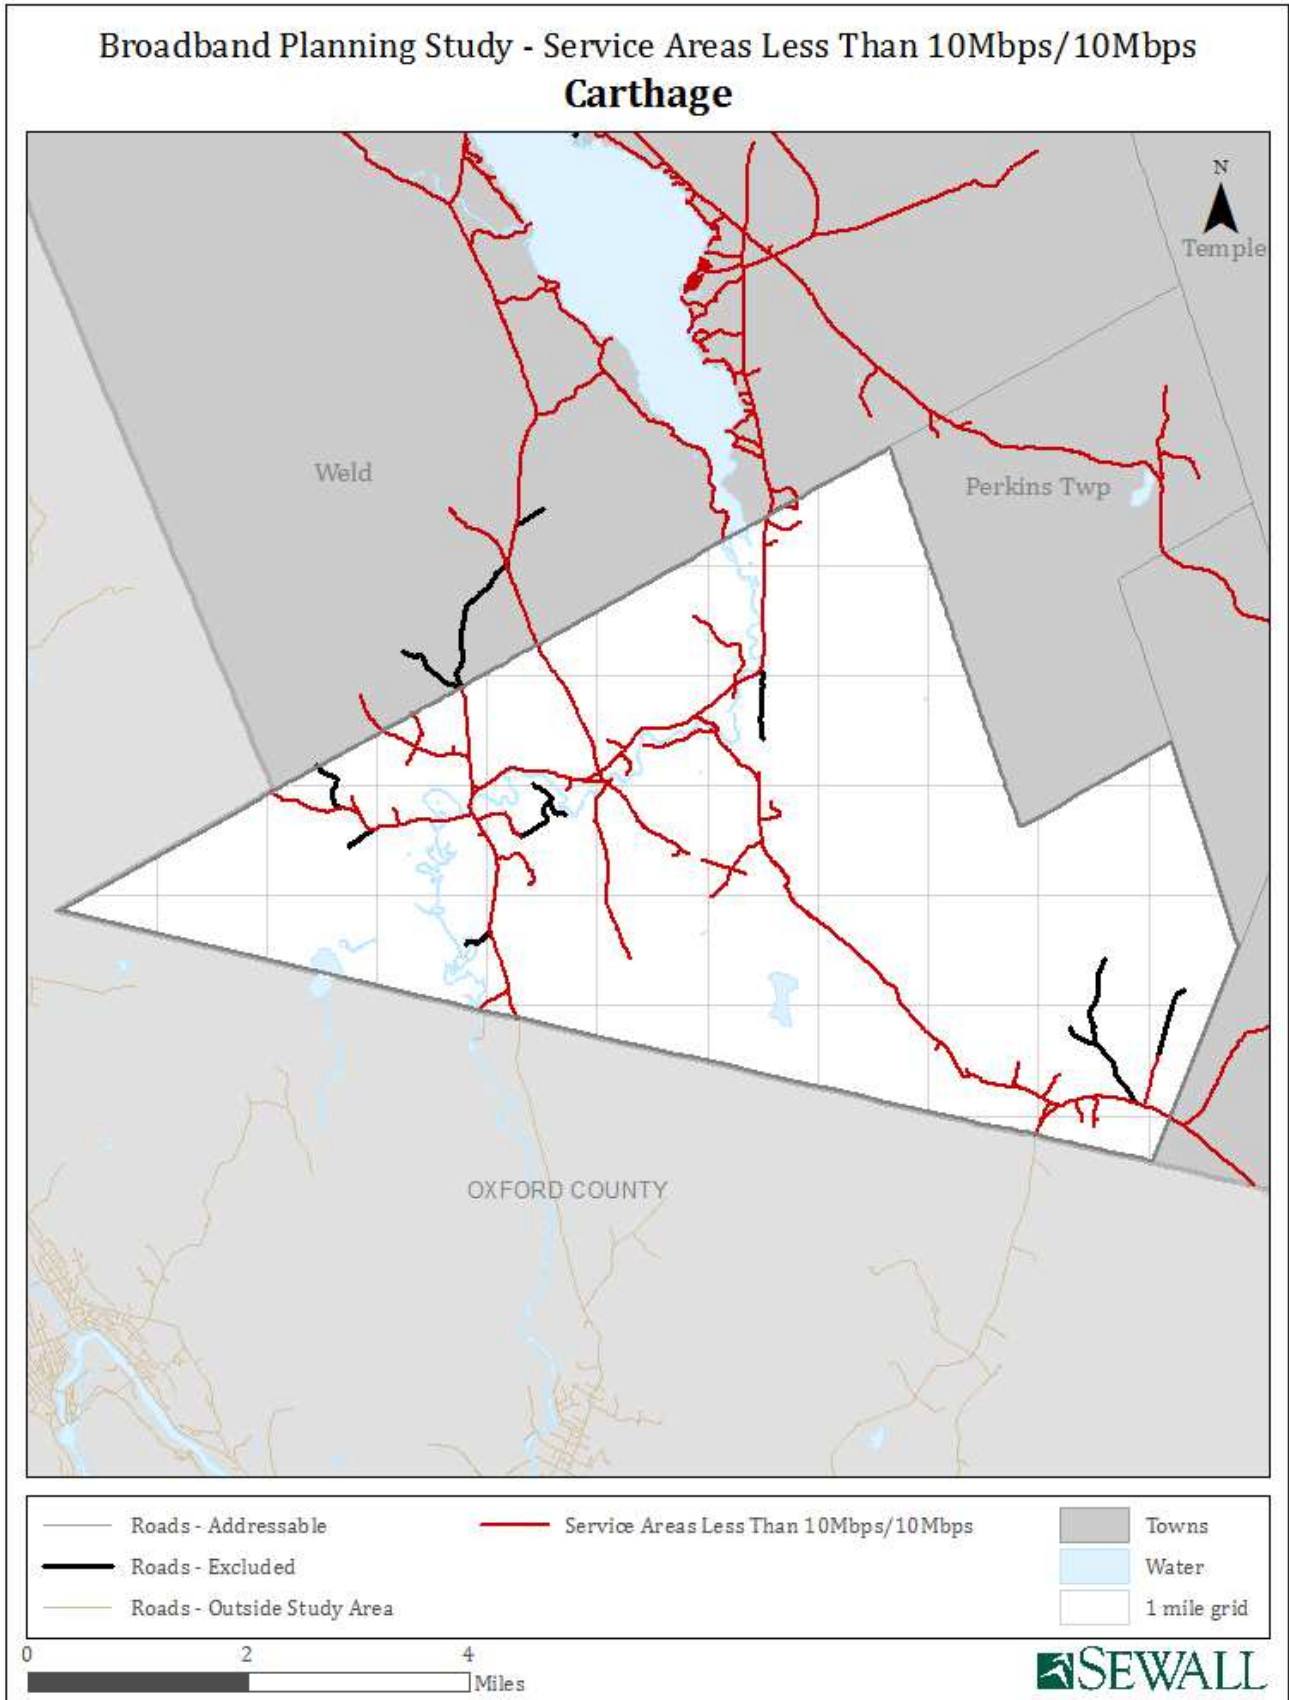 Broadband Planning Study - Service Areas Less Than 10Mbps/10Mbps
Carthage
N
Temple
Weld
Perkins Twp
OXFORD COUNTY
Roads - Addressable
Service Areas Less Than 10Mbps/10Mbps
Towns
Roads - Excluded
Water
Roads - Outside Study Area
1 mile grid
0 2 4
Miles
SEWALL